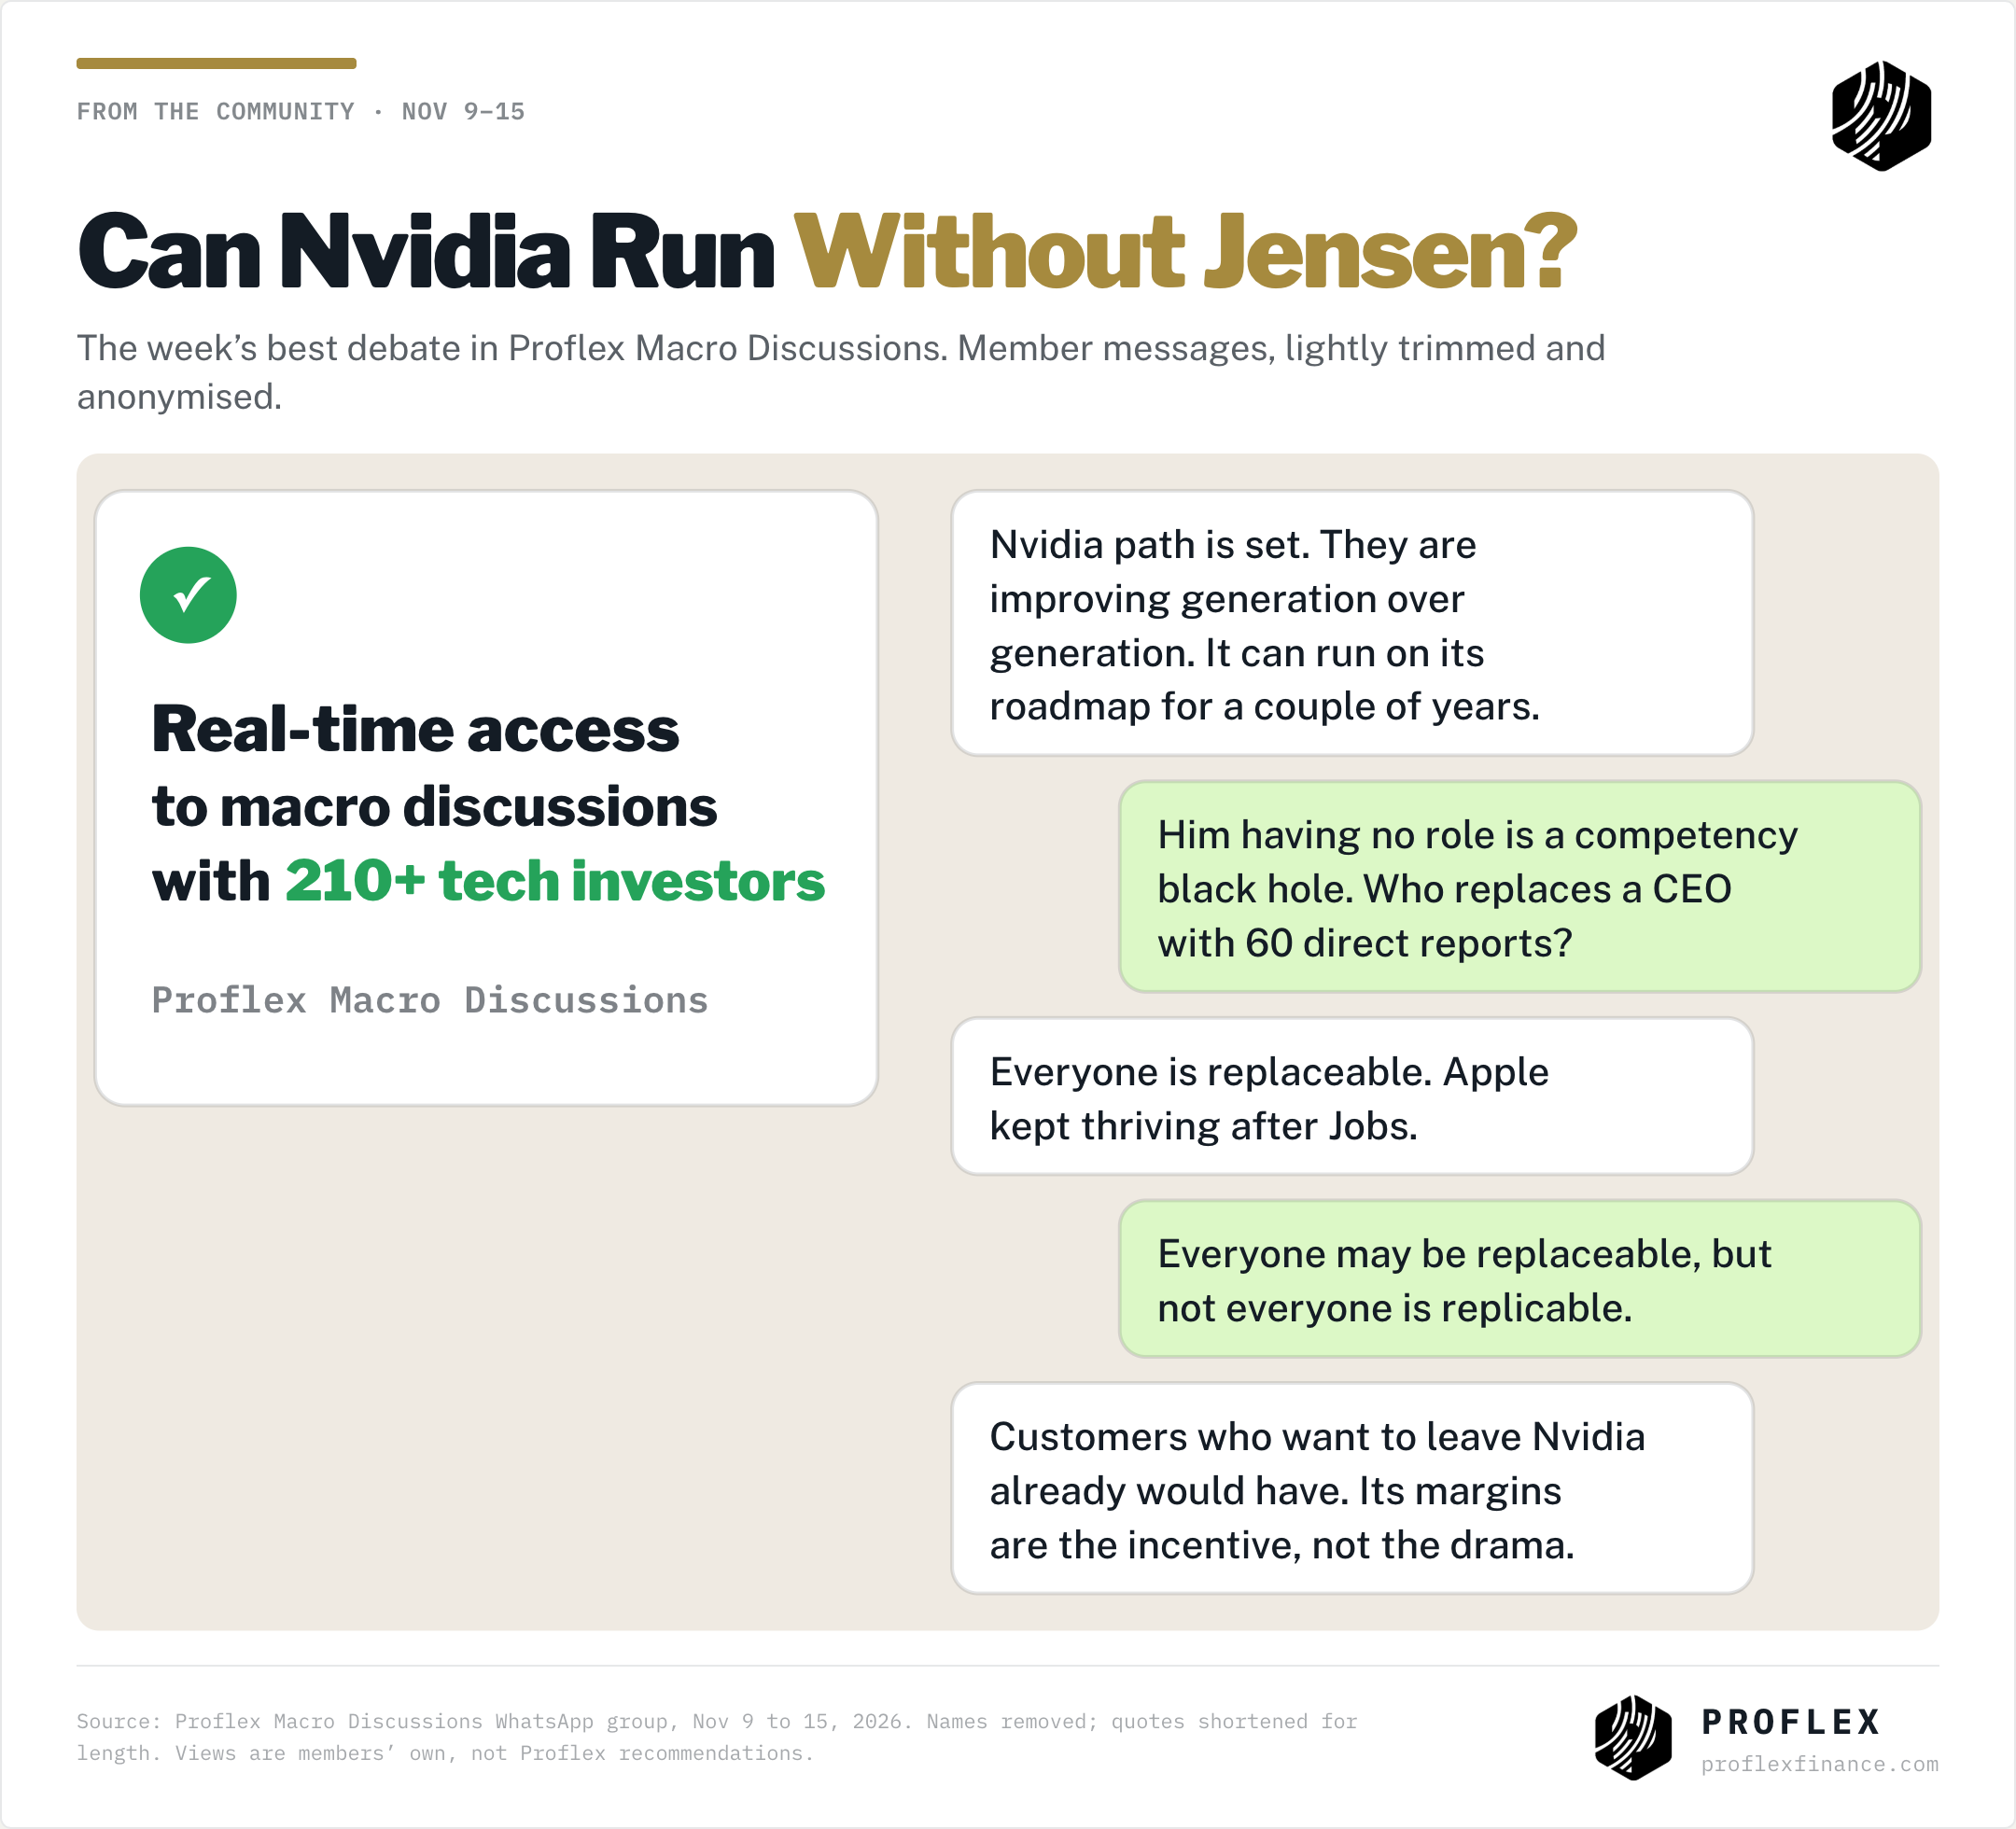 FROM THE COMMUNITY · NOV 9–15
Can Nvidia Run Without Jensen?
The week’s best debate in Proflex Macro Discussions. Member messages, lightly trimmed and
anonymised.
Real-time access
to macro discussions
with 210+ tech investors
Proflex Macro Discussions
Nvidia path is set. They are
improving generation over
generation. It can run on its
roadmap for a couple of years.
Him having no role is a competency
black hole. Who replaces a CEO
with 60 direct reports?
Everyone is replaceable. Apple
kept thriving after Jobs.
Everyone may be replaceable, but
not everyone is replicable.
Customers who want to leave Nvidia
already would have. Its margins
are the incentive, not the drama.
Source: Proflex Macro Discussions WhatsApp group, Nov 9 to 15, 2026. Names removed; quotes shortened for
length. Views are members’ own, not Proflex recommendations.
PROFLEX
proflexfinance.com